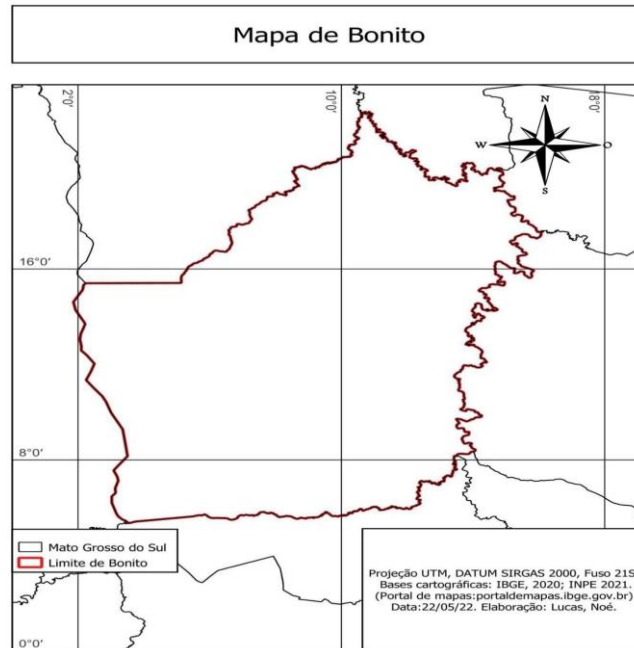 Mapa de Bonito
2°0'
10°0'
18°0'
N
W
O
S
16°0'
8°0'
Mato Grosso do Sul
Limite de Bonito
Projeção UTM, DATUM SIRGAS 2000, Fuso 21S
Bases cartográficas: IBGE, 2020; INPE 2021.
(Portal de mapas:portaldemapas.ibge.gov.br)
Data:22/05/22. Elaboração: Lucas, Noé.
0°0'